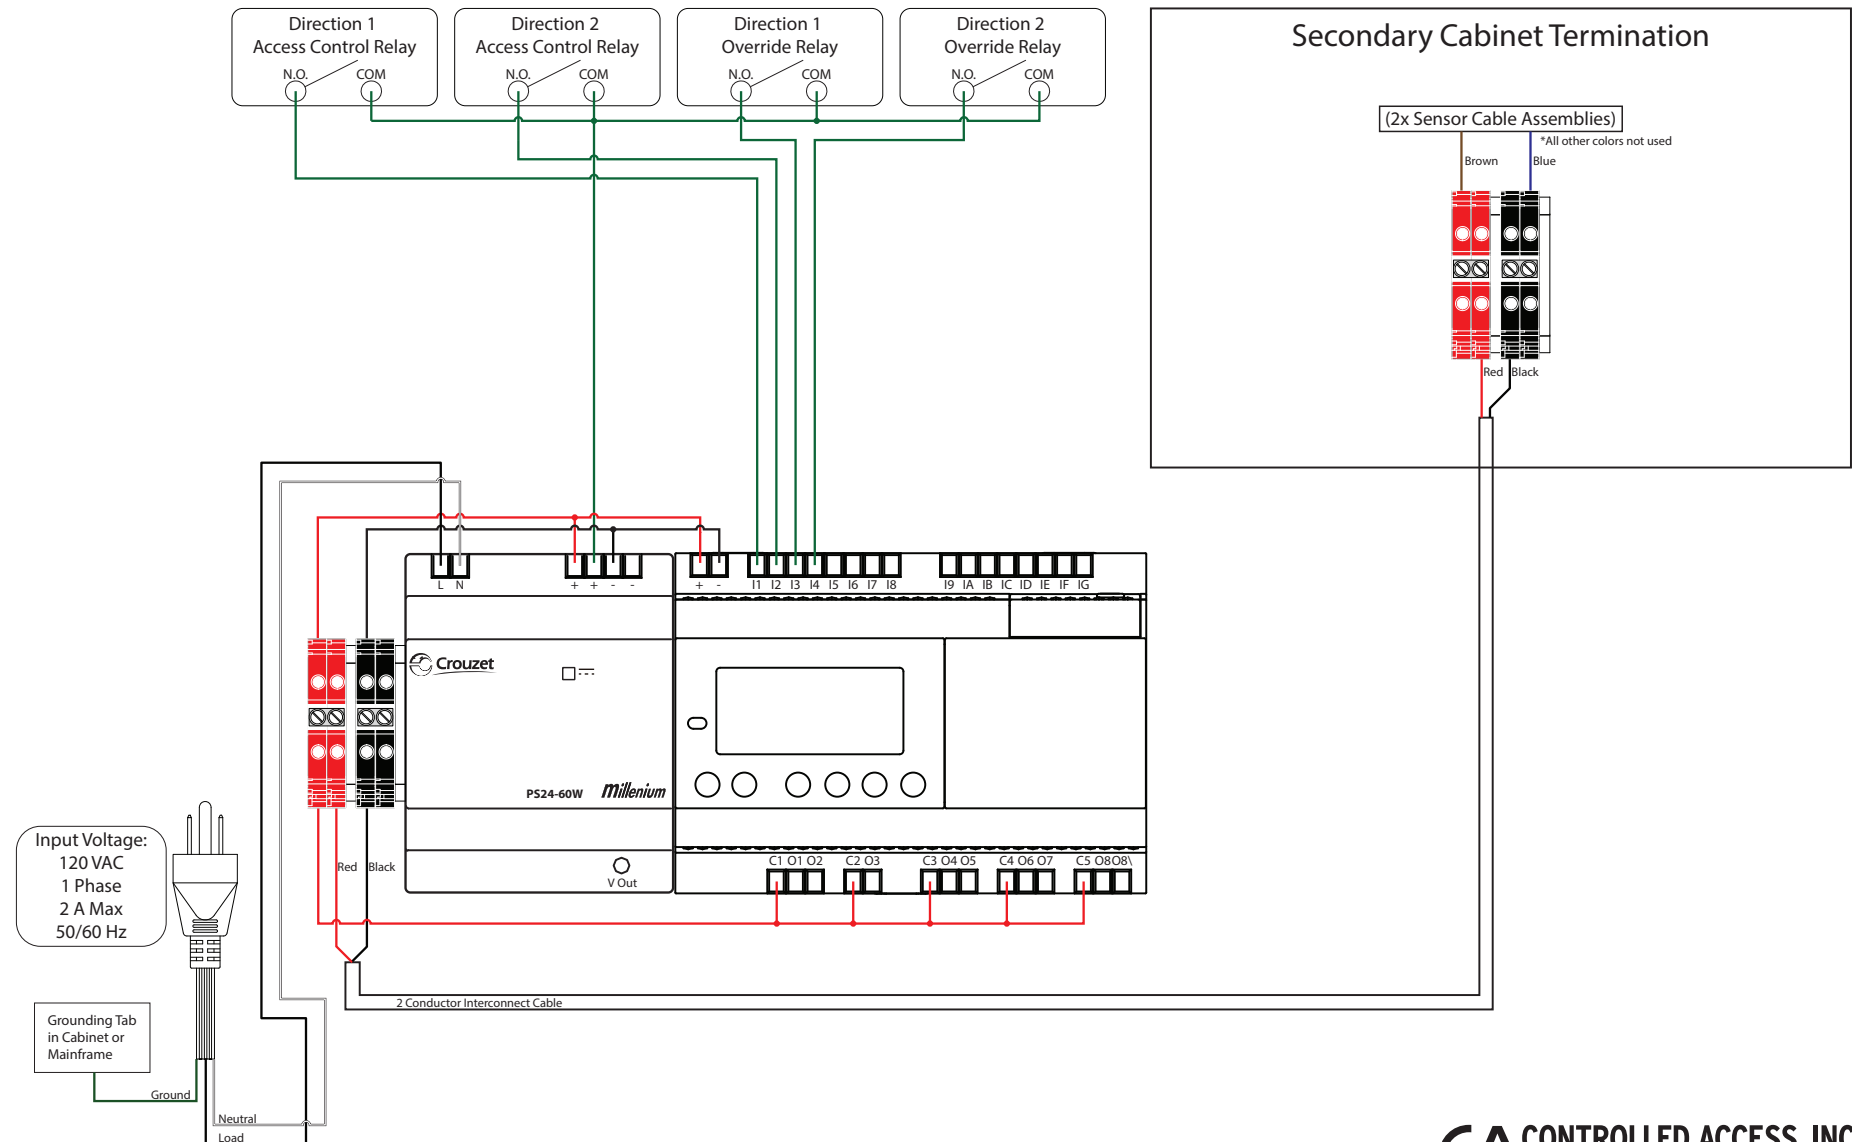 Direction 1
Access Control Relay
N.O. COM
Direction 2
Access Control Relay
N.O. COM
Direction 1
Override Relay
N.O. COM
Direction 2
Override Relay
N.O. COM
Secondary Cabinet Termination
(2x Sensor Cable Assemblies)
*All other colors not used
Brown Blue
Red Black
L N + + - - + - I1 I2 I3 I4 I5 I6 I7 I8 I9 IA IB IC ID IE IF IG
Crouzet
PS24-60W Millenium
V Out
C1 O1 O2 C2 O3 C3 O4 O5 C4 O6 O7 C5 O8 O8\
Red Black
Input Voltage:
120 VAC
1 Phase
2 A Max
50/60 Hz
2 Conductor Interconnect Cable
Grounding Tab
in Cabinet or
Mainframe
Ground
Neutral
Load
CA CONTROLLED ACCESS, INC